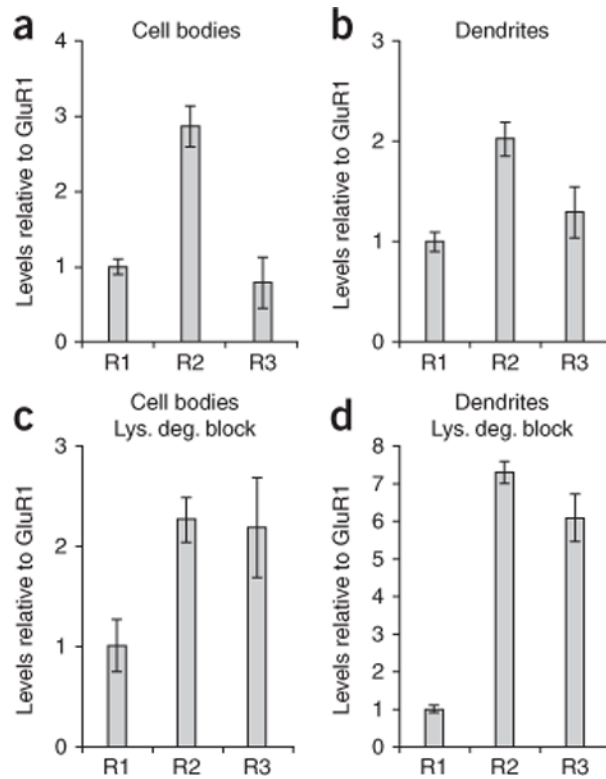 a
Cell bodies
Levels relative to GluR1
4
3
2
1
0
R1 R2 R3
b
Dendrites
Levels relative to GluR1
3
2
1
0
R1 R2 R3
c
Cell bodies
Lys. deg. block
Levels relative to GluR1
3
2
1
0
R1 R2 R3
d
Dendrites
Lys. deg. block
Levels relative to GluR1
8
7
6
5
4
3
2
1
0
R1 R2 R3